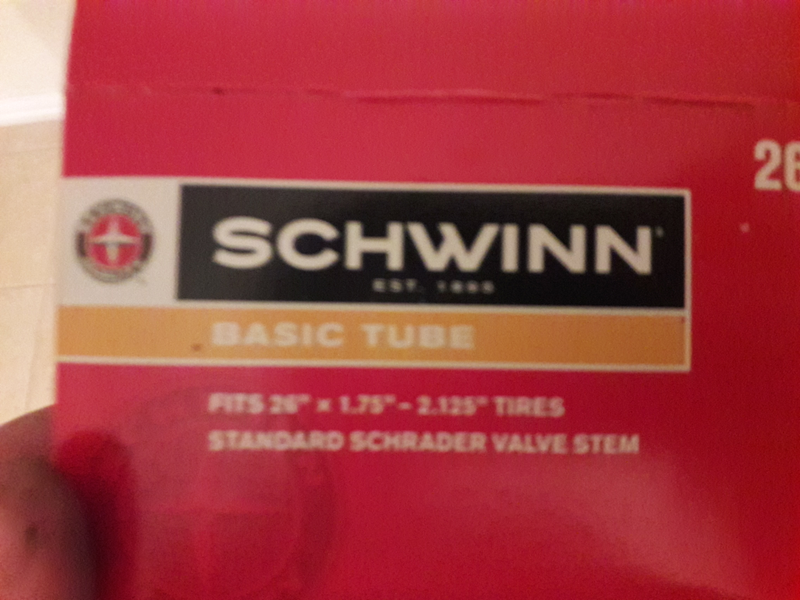 26
SCHWINN
EST. 1895
BASIC TUBE
FITS 26" x 1.75" - 2.125" TIRES
STANDARD SCHRADER VALVE STEM